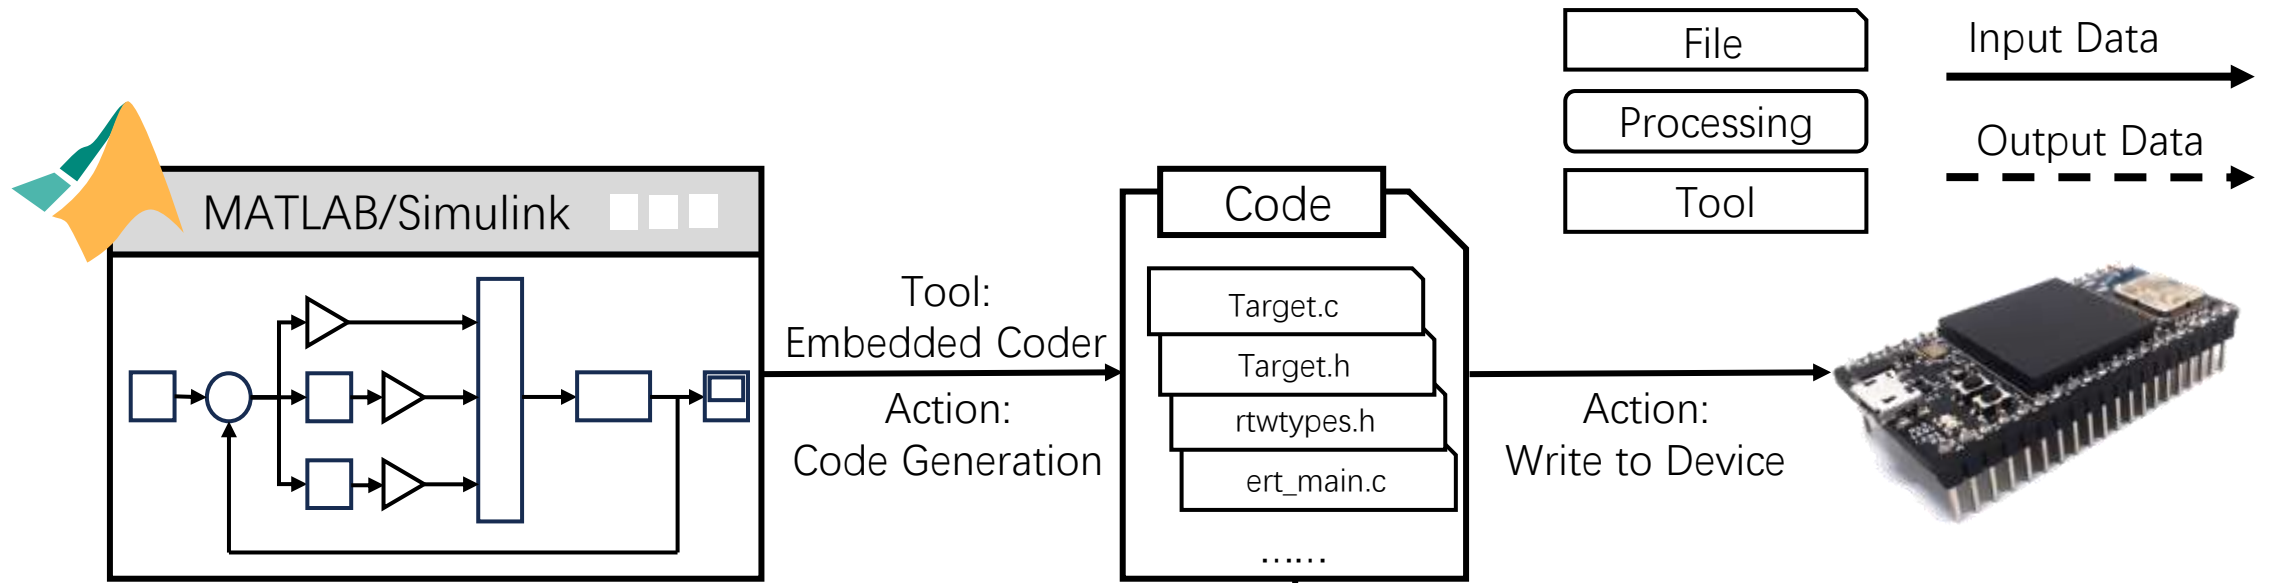 File
Processing
Tool
Input Data
Output Data
MATLAB/Simulink
Tool:
Embedded Coder
Action:
Code Generation
Code
Target.c
Target.h
rtwtypes.h
ert_main.c
……
Action:
Write to Device